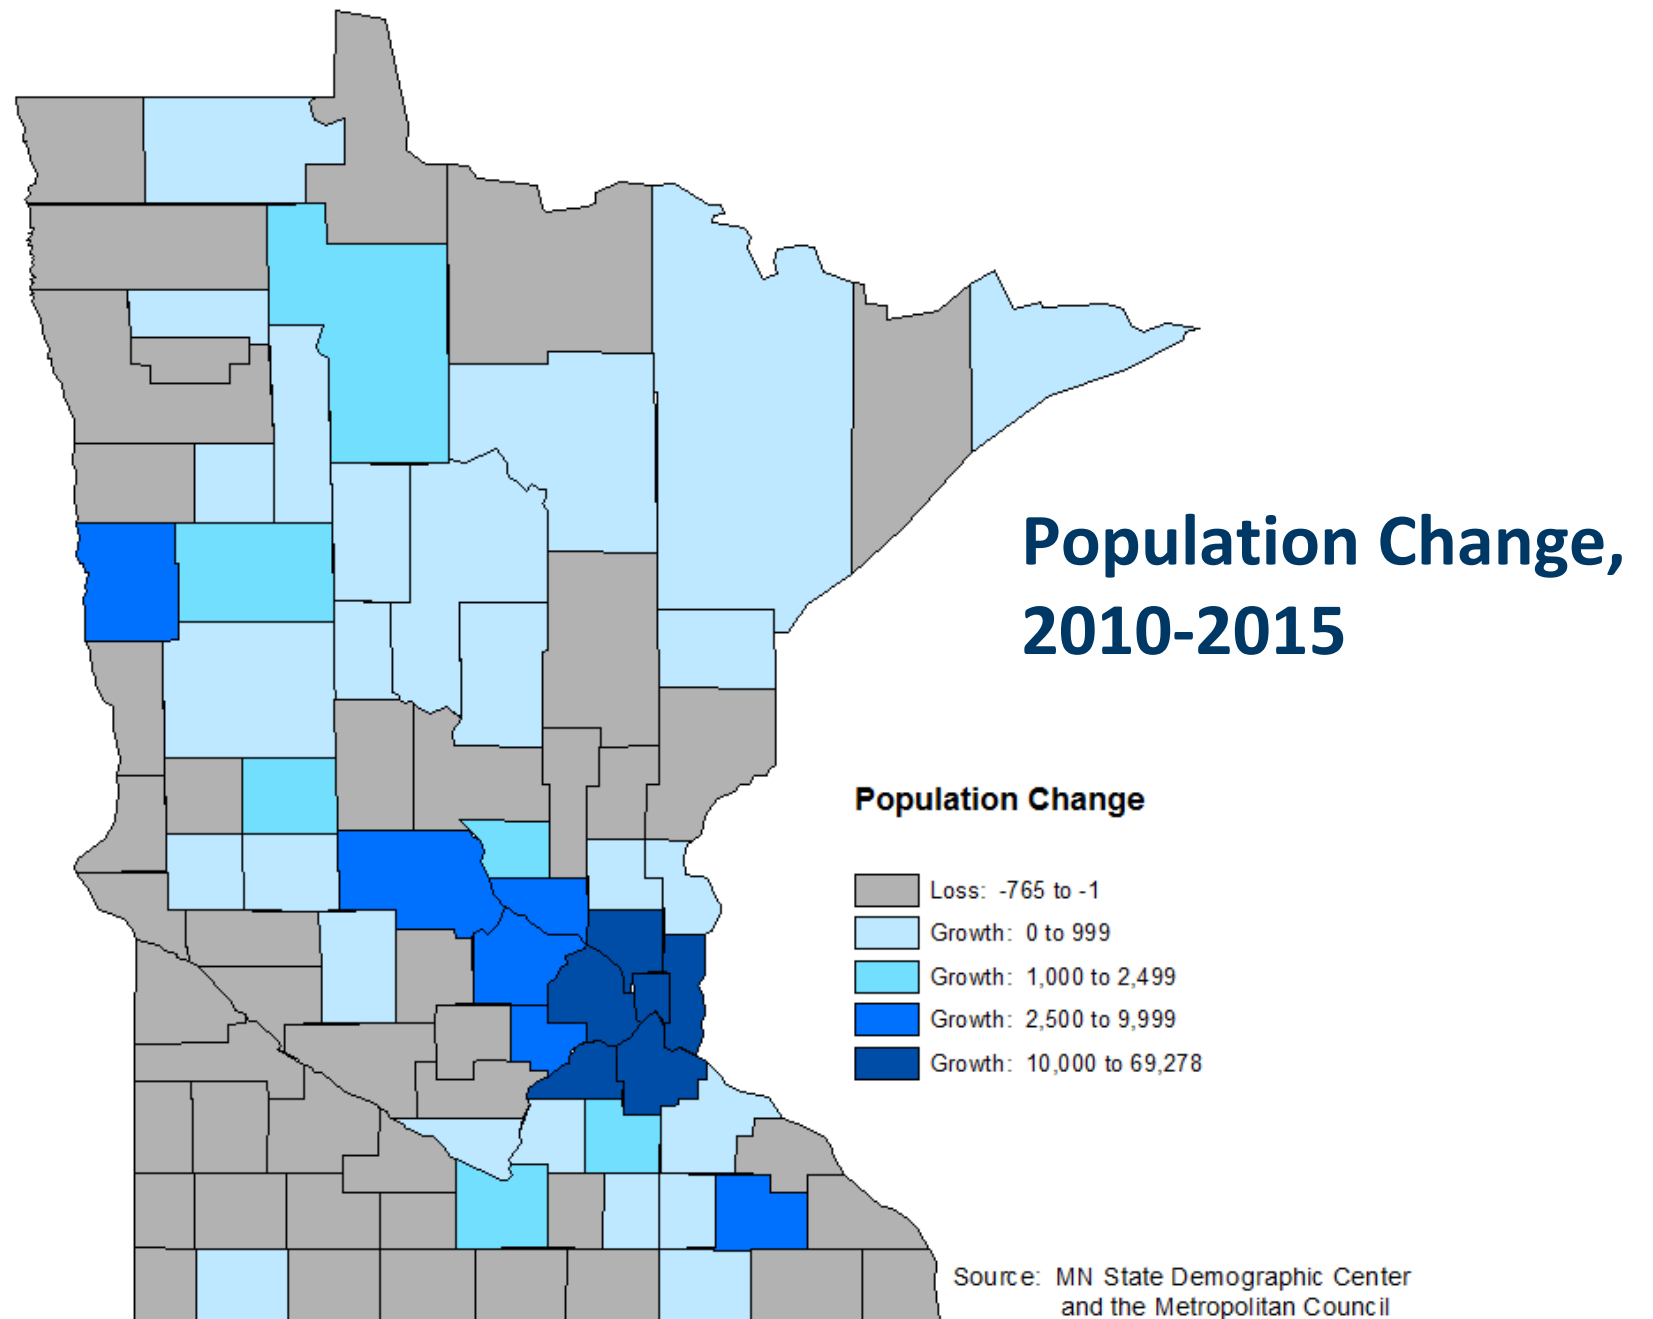 Population Change,
2010-2015
Population Change
Loss: -765 to -1
Growth: 0 to 999
Growth: 1,000 to 2,499
Growth: 2,500 to 9,999
Growth: 10,000 to 69,278
Source: MN State Demographic Center
and the Metropolitan Council